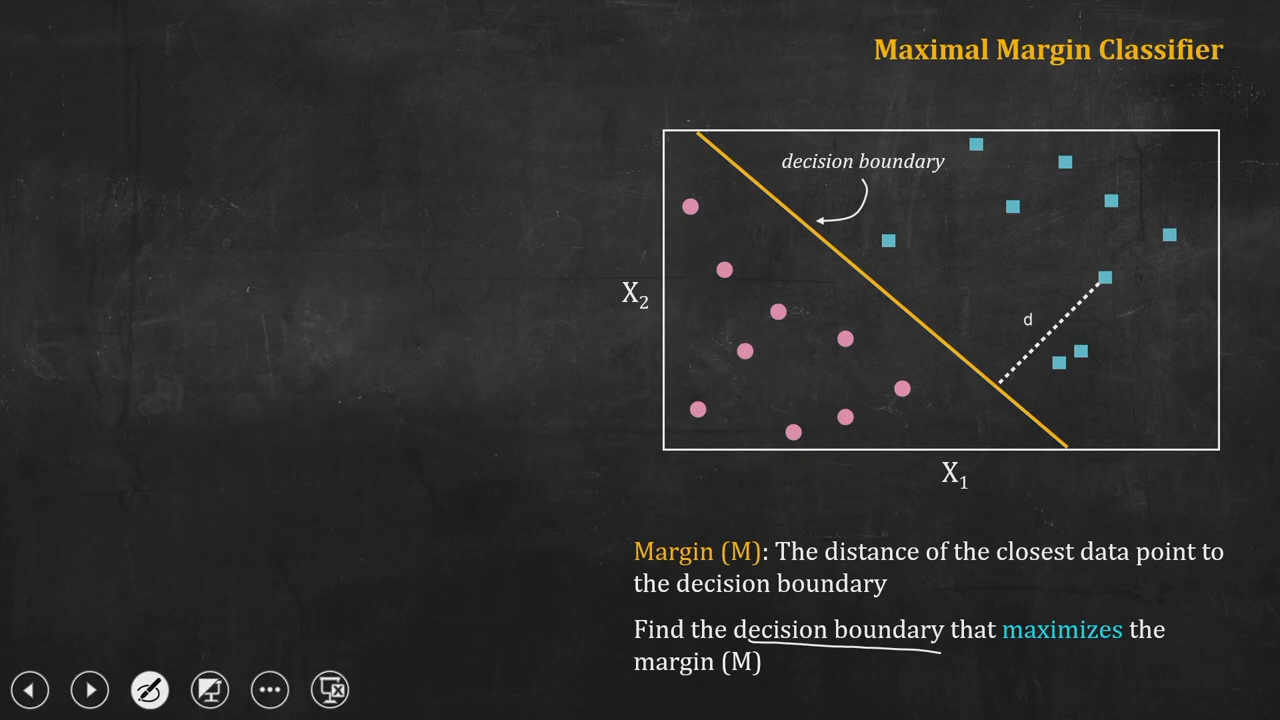 Maximal Margin Classifier
decision boundary
d
X₂
X₁
Margin (M): The distance of the closest data point to
the decision boundary
Find the decision boundary that maximizes the
margin (M)